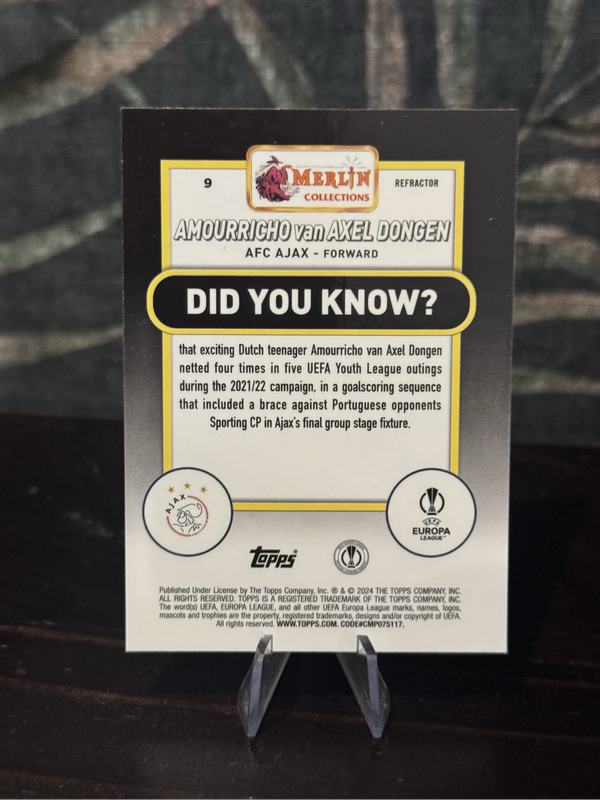 9
MERLIN
COLLECTIONS
REFRACTOR
AMOURRICHO van AXEL DONGEN
AFC AJAX - FORWARD
DID YOU KNOW?
that exciting Dutch teenager Amourricho van Axel Dongen
netted four times in five UEFA Youth League outings
during the 2021/22 campaign, in a goalscoring sequence
that included a brace against Portuguese opponents
Sporting CP in Ajax's final group stage fixture.
AJAX
UEFA
EUROPA
LEAGUE™
Topps®
Published Under License by The Topps Company, Inc. ® & © 2024 THE TOPPS COMPANY, INC.
ALL RIGHTS RESERVED. TOPPS IS A REGISTERED TRADEMARK OF THE TOPPS COMPANY, INC.
The word(s) UEFA, EUROPA LEAGUE, and all other UEFA Europa League marks, names, logos,
mascots and trophies are the property, registered trademarks, designs and/or copyright of UEFA.
All rights reserved. WWW.TOPPS.COM. CODE#CMP075117.